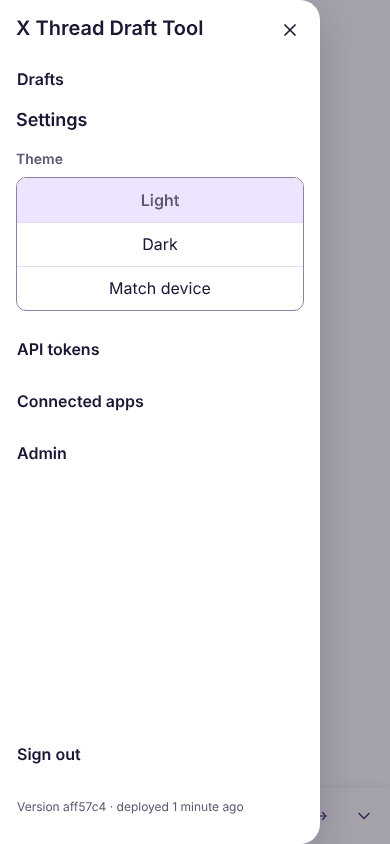 X Thread Draft Tool
Drafts
Settings
Theme
Light
Dark
Match device
API tokens
Connected apps
Admin
Sign out
Version aff57c4 · deployed 1 minute ago